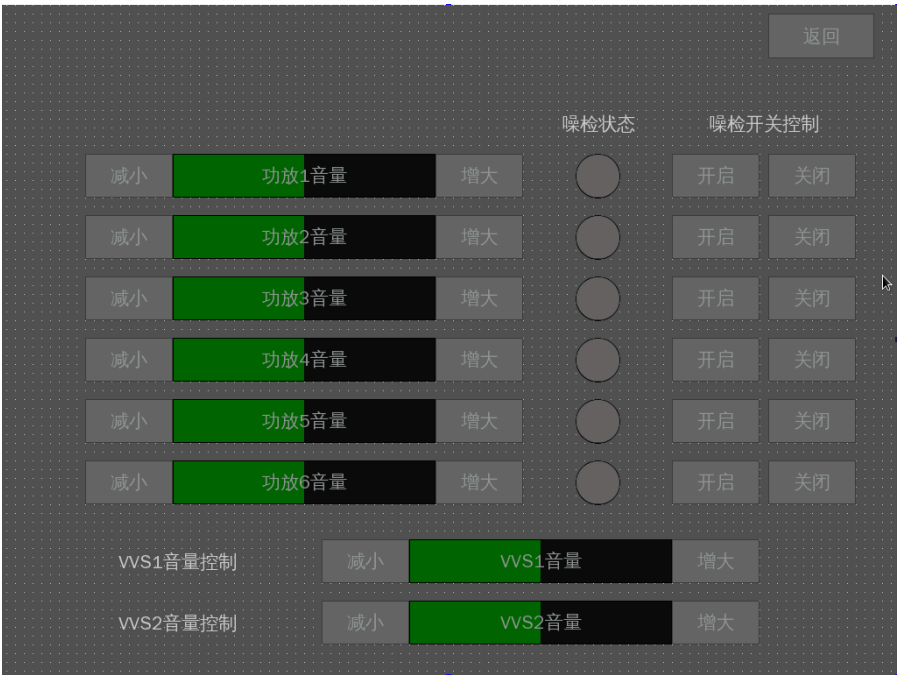 返回
噪检状态 噪检开关控制
减小 功放1音量 增大 开启 关闭
减小 功放2音量 增大 开启 关闭
减小 功放3音量 增大 开启 关闭
减小 功放4音量 增大 开启 关闭
减小 功放5音量 增大 开启 关闭
减小 功放6音量 增大 开启 关闭
VVS1音量控制 减小 VVS1音量 增大
VVS2音量控制 减小 VVS2音量 增大